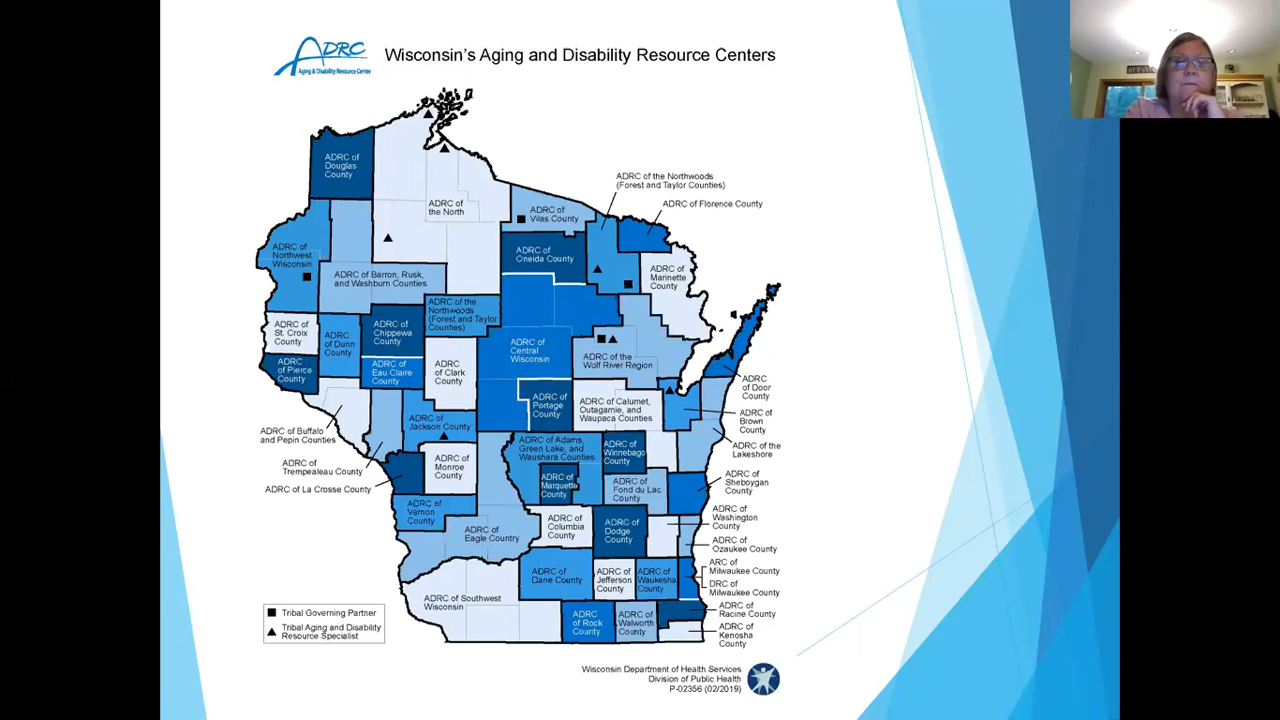 ADRC
Aging & Disability Resource Center
Wisconsin's Aging and Disability Resource Centers
ADRC of
Douglas
County
ADRC of
the North
ADRC of the Northwoods
(Forest and Taylor Counties)
ADRC of Florence County
ADRC of
Vilas County
ADRC of
Northwest
Wisconsin
ADRC of
Oneida County
ADRC of Barron, Rusk,
and Washburn Counties
ADRC of
Marinette
County
ADRC of
St. Croix
County
ADRC of
Dunn
County
ADRC of
Chippewa
County
ADRC of the
Northwoods
(Forest and Taylor
Counties)
ADRC of
Central
Wisconsin
ADRC of the
Wolf River Region
ADRC
of Pierce
County
ADRC of
Eau Claire
County
ADRC
of Clark
County
ADRC of
Door
County
ADRC of
Portage
County
ADRC of Calumet,
Outagamie, and
Waupaca Counties
ADRC of
Brown
County
ADRC of Buffalo
and Pepin Counties
ADRC of
Jackson County
ADRC of the
Lakeshore
ADRC of
Trempealeau County
ADRC of
Monroe
County
ADRC of Adams,
Green Lake, and
Waushara Counties
ADRC of
Winnebago
County
ADRC of La Crosse County
ADRC of
Marquette
County
ADRC of
Fond du Lac
County
ADRC of
Sheboygan
County
ADRC of
Vernon
County
ADRC of
Eagle Country
ADRC of
Columbia
County
ADRC of
Dodge
County
ADRC of
Washington
County
ADRC of
Ozaukee County
ADRC of
Dane County
ADRC of
Jefferson
County
ADRC of
Waukesha
County
ARC of
Milwaukee County
DRC of
Milwaukee County
ADRC of Southwest
Wisconsin
ADRC
of Rock
County
ADRC of
Walworth
County
ADRC of
Racine County
ADRC of
Kenosha
County
Tribal Governing Partner
Tribal Aging and Disability
Resource Specialist
Wisconsin Department of Health Services
Division of Public Health
P-02356 (02/2019)